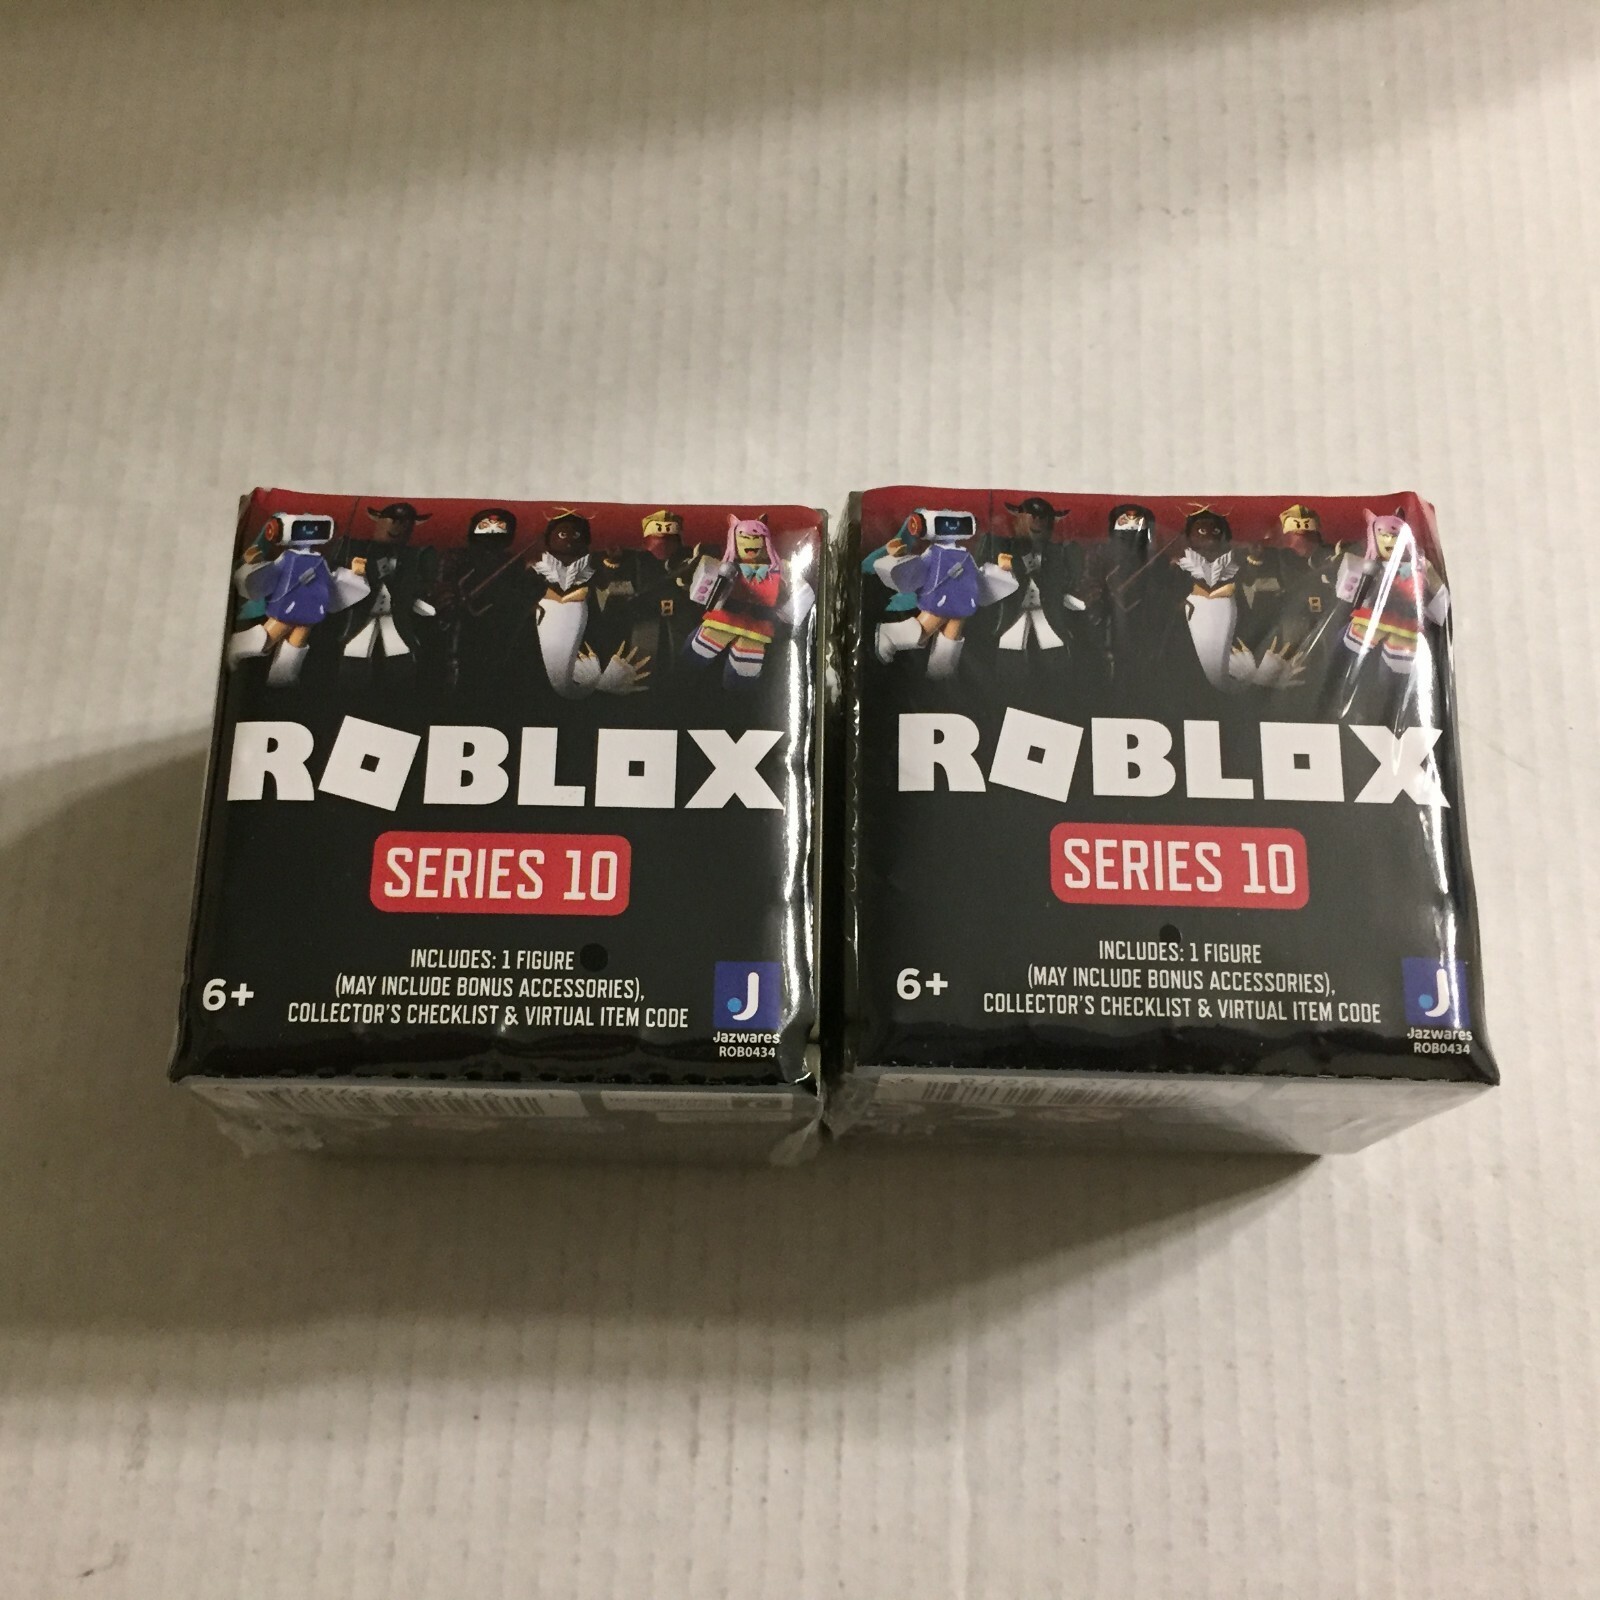 ROBLOX
SERIES 10
INCLUDES: 1 FIGURE
(MAY INCLUDE BONUS ACCESSORIES),
COLLECTOR'S CHECKLIST & VIRTUAL ITEM CODE
6+
J
Jazwares
ROB0434
ROBLOX
SERIES 10
INCLUDES: 1 FIGURE
(MAY INCLUDE BONUS ACCESSORIES),
COLLECTOR'S CHECKLIST & VIRTUAL ITEM CODE
6+
J
Jazwares
ROB0434